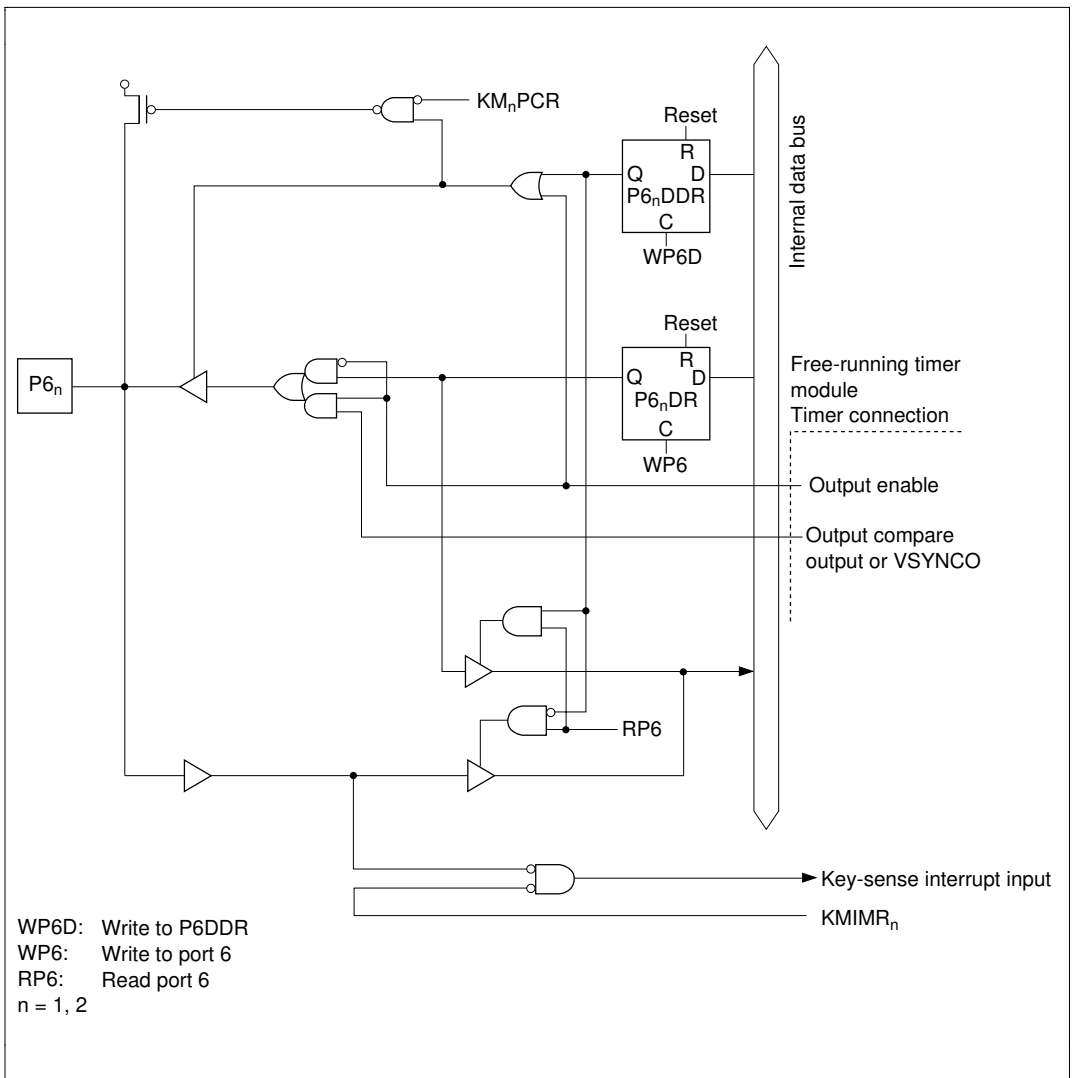 KMnPCR
Reset
R
Q D
P6nDDR
C
WP6D
Internal data bus
Reset
R
Q D
P6nDR
C
WP6
P6n
Free-running timer
module
Timer connection
Output enable
Output compare
output or VSYNCO
RP6
Key-sense interrupt input
KMIMRn
WP6D: Write to P6DDR
WP6: Write to port 6
RP6: Read port 6
n = 1, 2